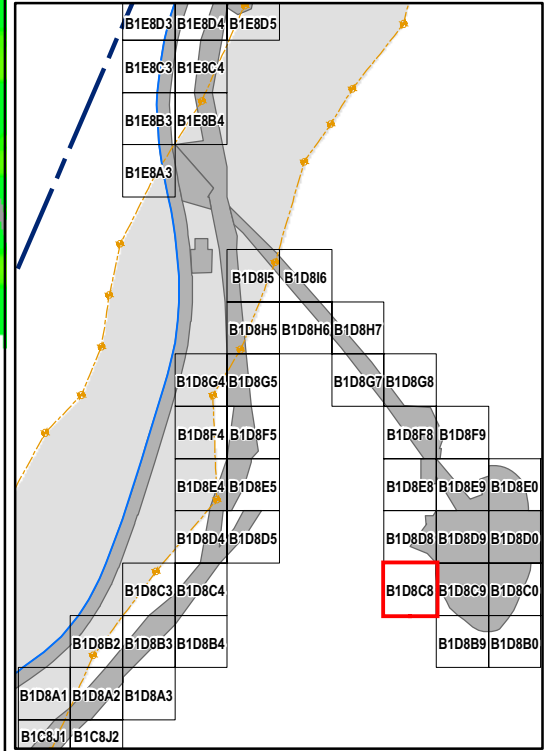 B1E8D3 B1E8D4 B1E8D5
B1E8C3 B1E8C4
B1E8B3 B1E8B4
B1E8A3
B1D8I5 B1D8I6
B1D8H5 B1D8H6 B1D8H7
B1D8G4 B1D8G5 B1D8G7 B1D8G8
B1D8F4 B1D8F5 B1D8F8 B1D8F9
B1D8E4 B1D8E5 B1D8E8 B1D8E9 B1D8E0
B1D8D4 B1D8D5 B1D8D8 B1D8D9 B1D8D0
B1D8C3 B1D8C4 B1D8C8 B1D8C9 B1D8C0
B1D8B2 B1D8B3 B1D8B4 B1D8B9 B1D8B0
B1D8A1 B1D8A2 B1D8A3
B1C8J1 B1C8J2